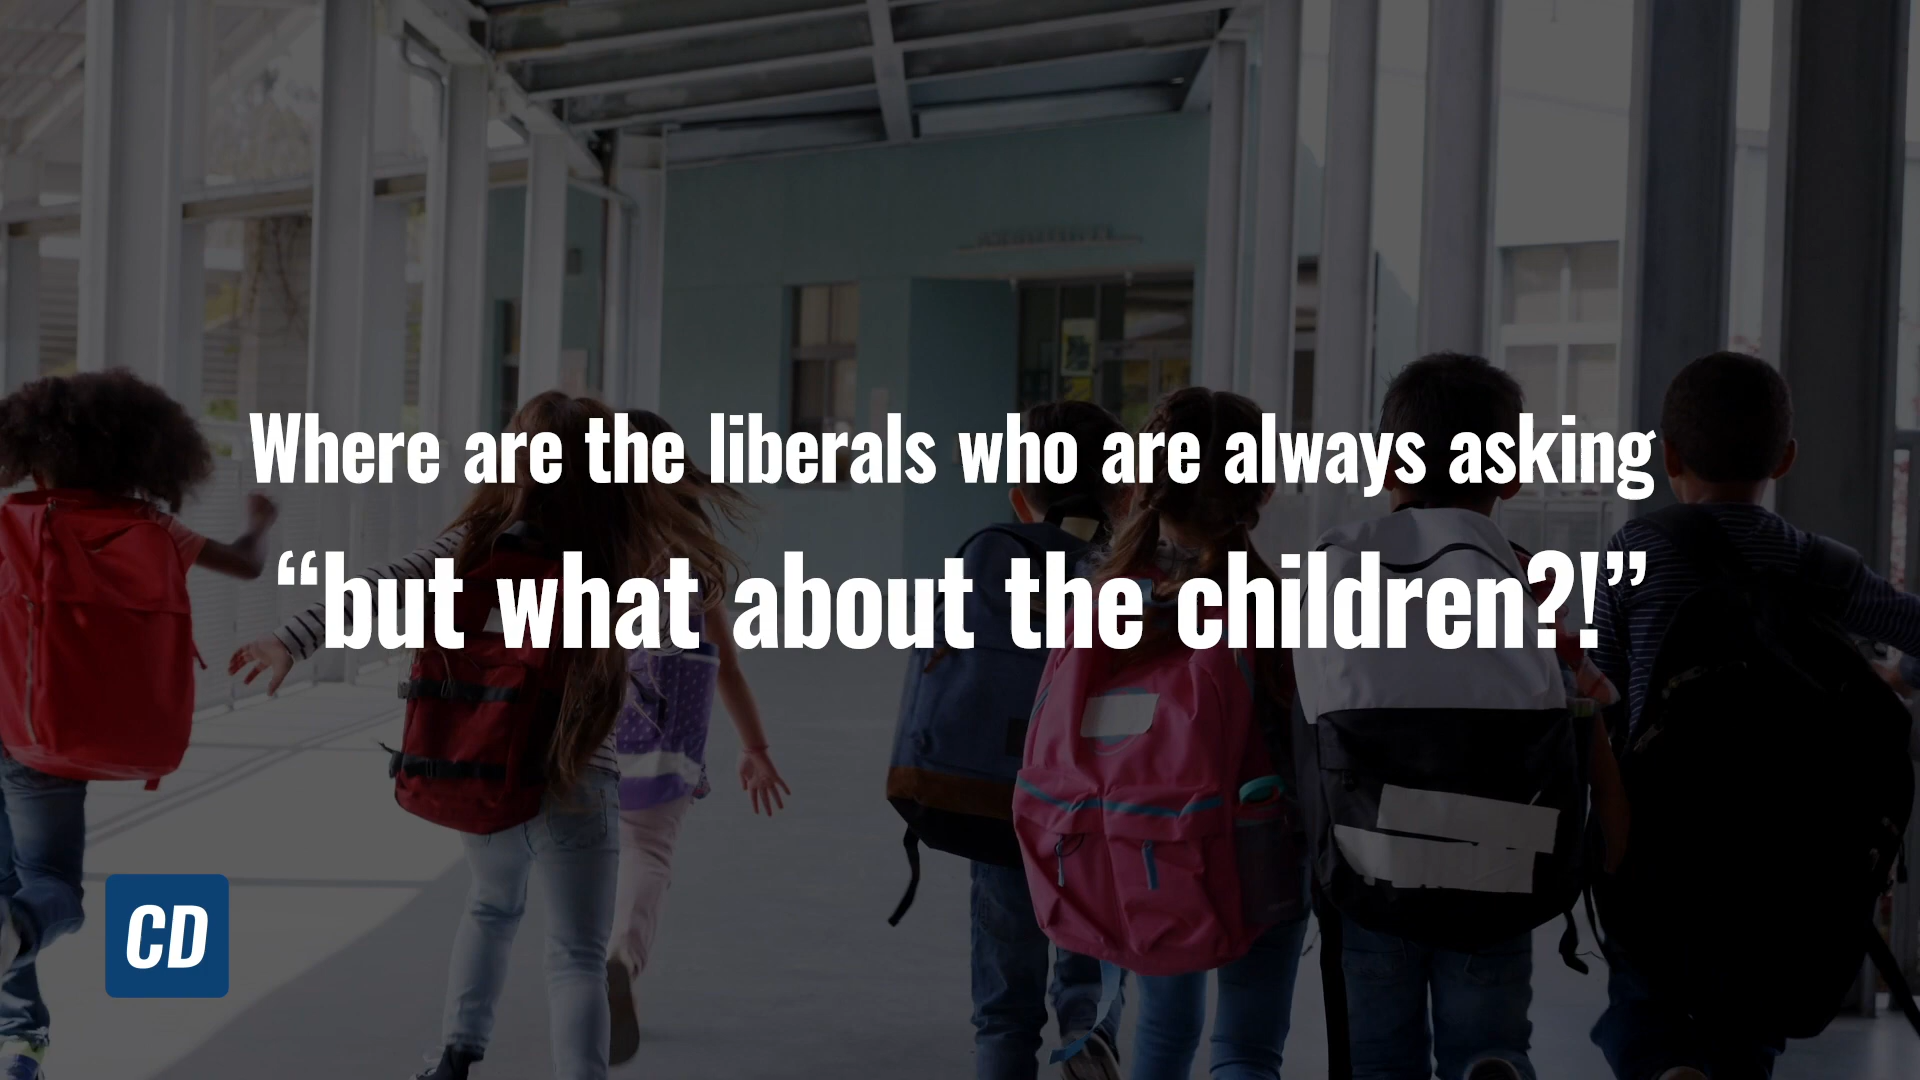 Where are the liberals who are always asking
“but what about the children?!”
CD